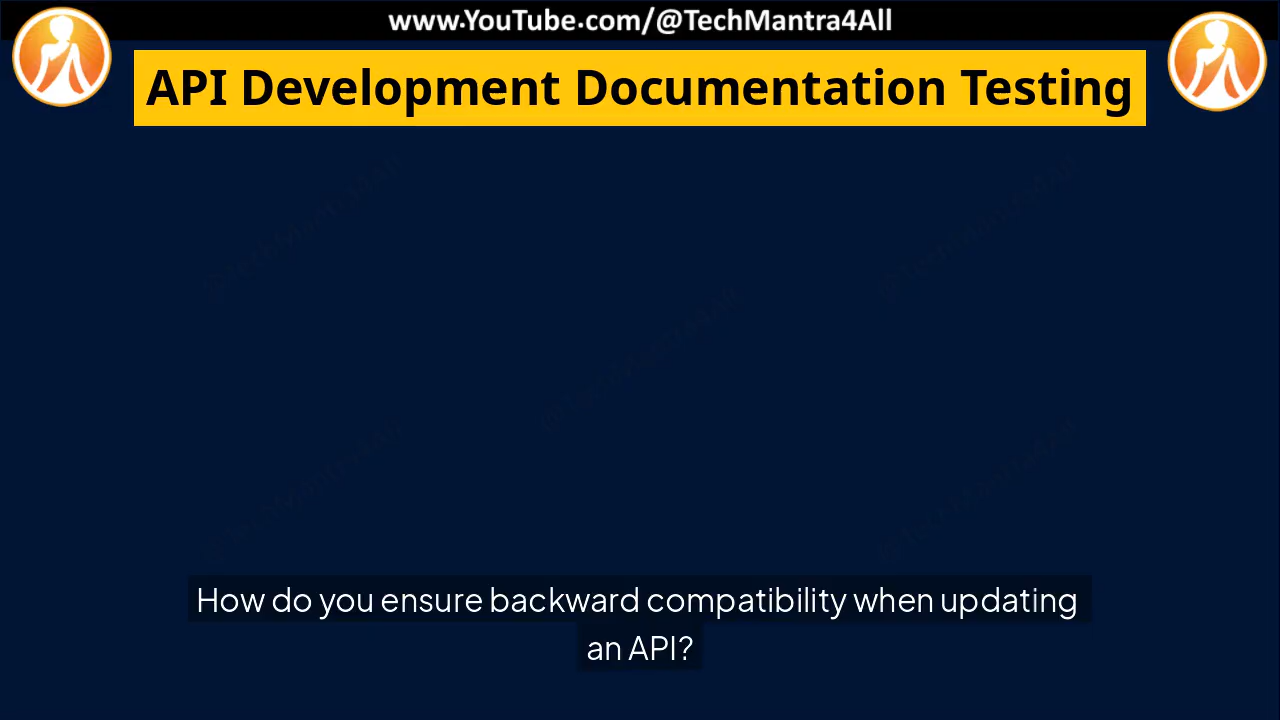 www.YouTube.com/@TechMantra4All
API Development Documentation Testing
How do you ensure backward compatibility when updating
an API?